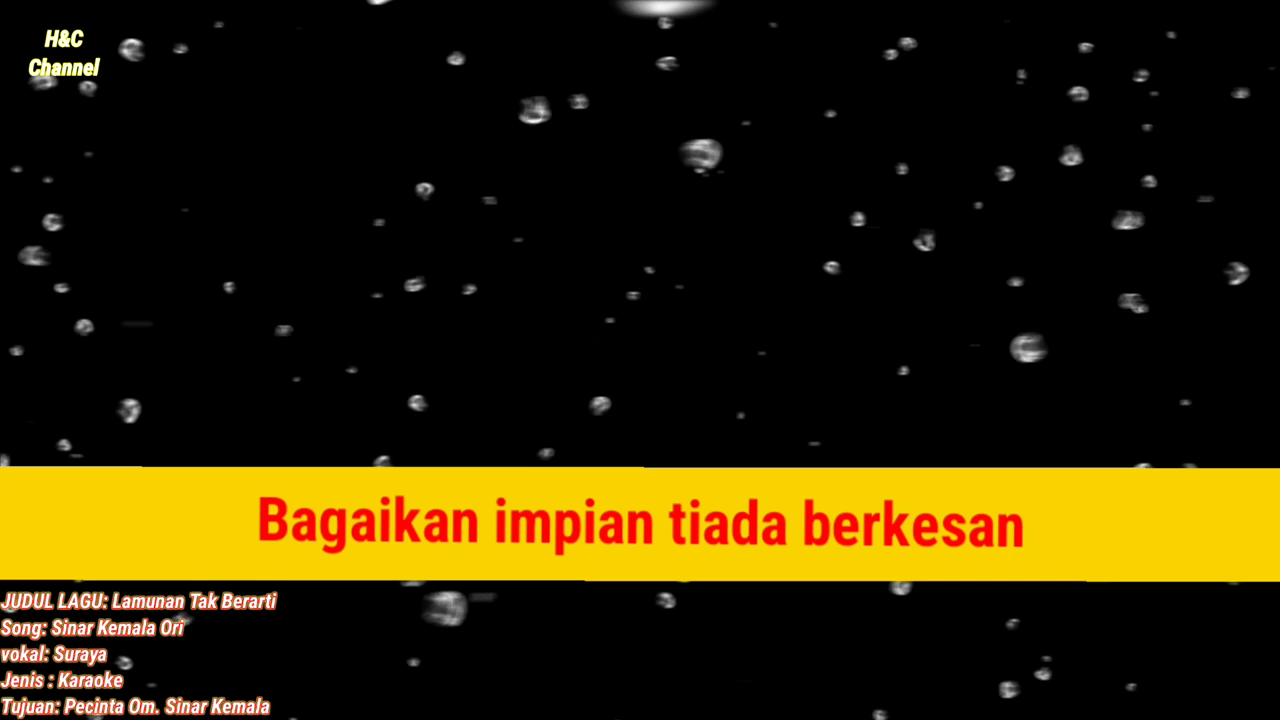 H&C
Channel
Bagaikan impian tiada berkesan
JUDUL LAGU: Lamunan Tak Berarti
Song: Sinar Kemala Ori
vokal: Suraya
Jenis : Karaoke
Tujuan: Pecinta Om. Sinar Kemala